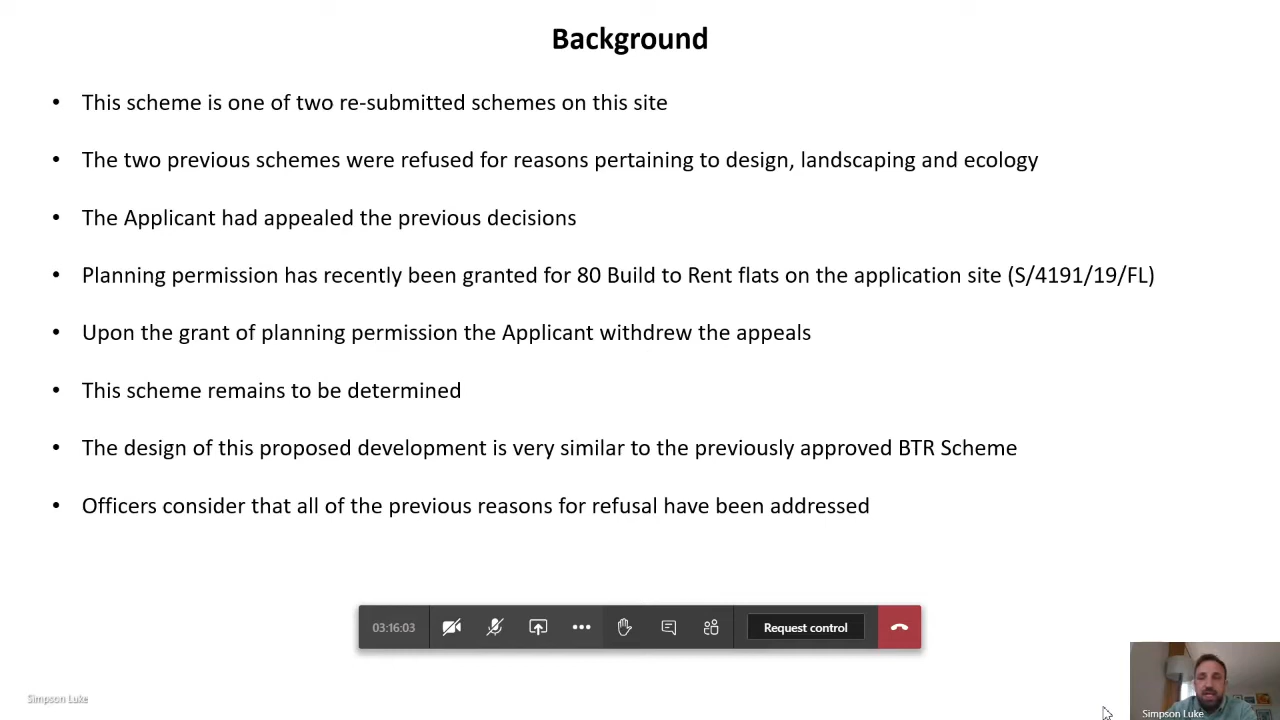 Background
• This scheme is one of two re-submitted schemes on this site
• The two previous schemes were refused for reasons pertaining to design, landscaping and ecology
• The Applicant had appealed the previous decisions
• Planning permission has recently been granted for 80 Build to Rent flats on the application site (S/4191/19/FL)
• Upon the grant of planning permission the Applicant withdrew the appeals
• This scheme remains to be determined
• The design of this proposed development is very similar to the previously approved BTR Scheme
• Officers consider that all of the previous reasons for refusal have been addressed
03:16:03
Request control
Simpson Luke
Simpson Luke